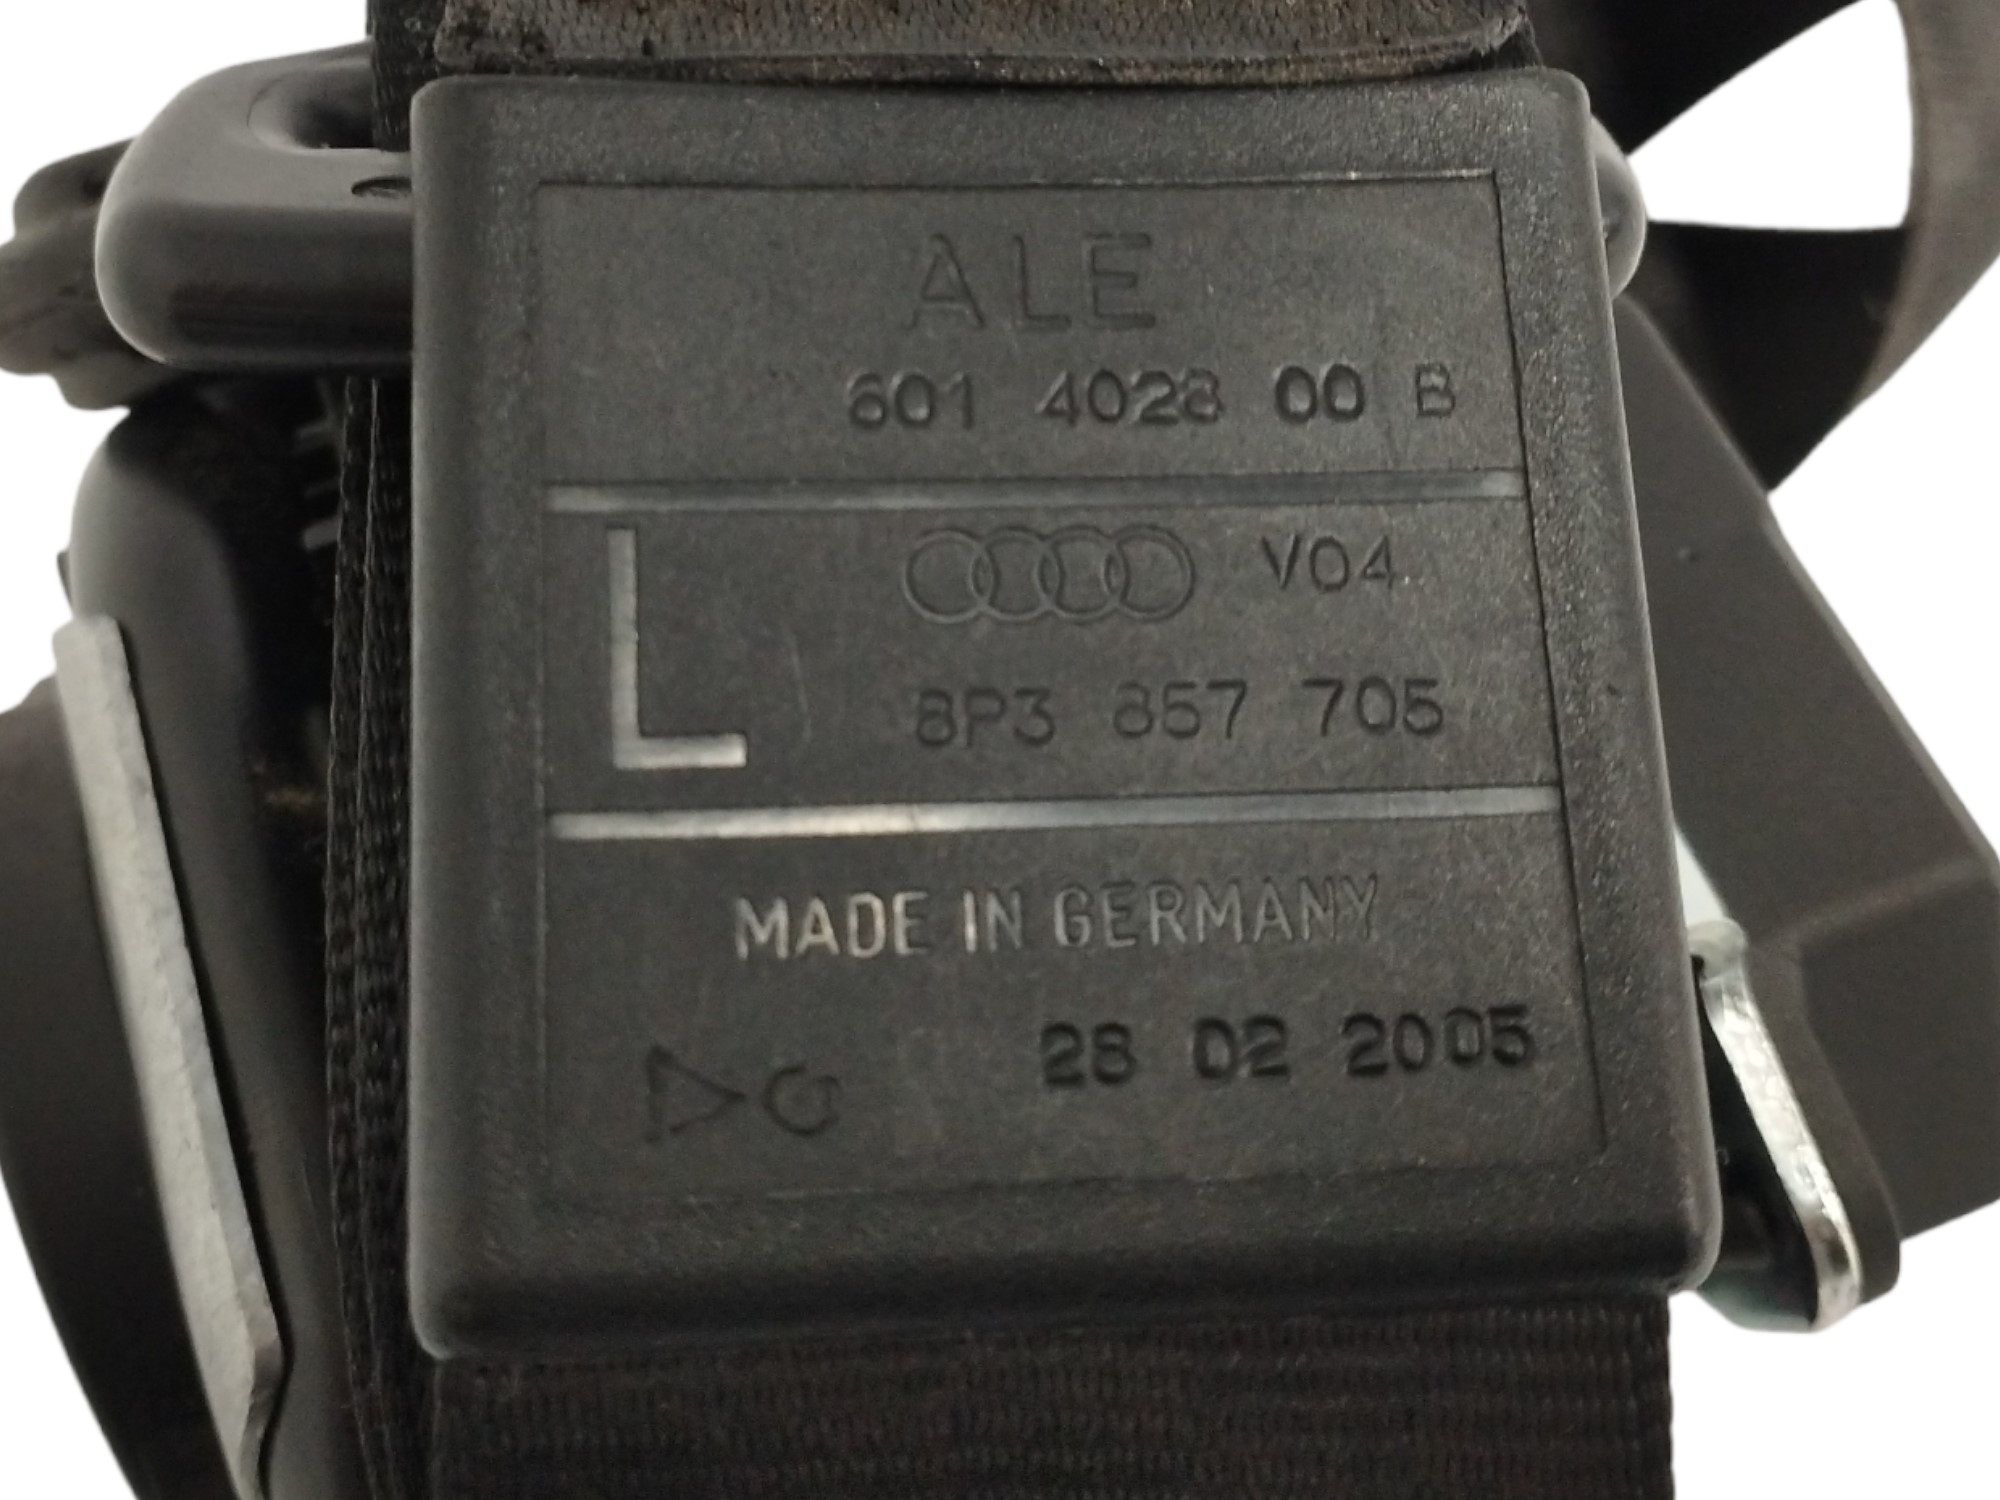 ALE
601 4028 00 B
L
V04
8P3 857 705
MADE IN GERMANY
28 02 2005